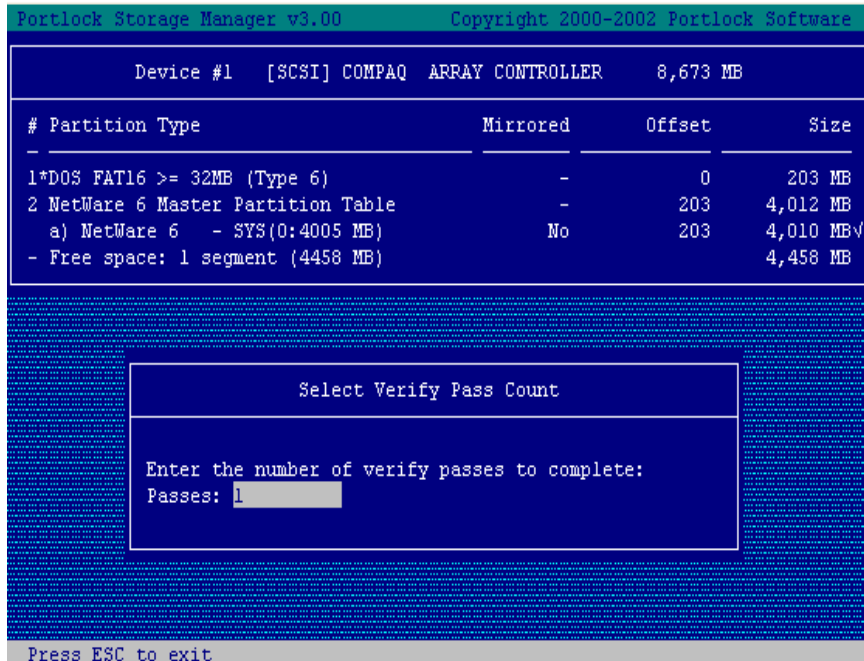 Portlock Storage Manager v3.00 Copyright 2000-2002 Portlock Software
Device #1 [SCSI] COMPAQ ARRAY CONTROLLER 8,673 MB
# Partition Type Mirrored Offset Size
1*DOS FAT16 >= 32MB (Type 6) - 0 203 MB
2 NetWare 6 Master Partition Table - 203 4,012 MB
a) NetWare 6 - SYS(0:4005 MB) No 203 4,010 MB√
- Free space: 1 segment (4458 MB) 4,458 MB
Select Verify Pass Count
Enter the number of verify passes to complete:
Passes: 1
Press ESC to exit